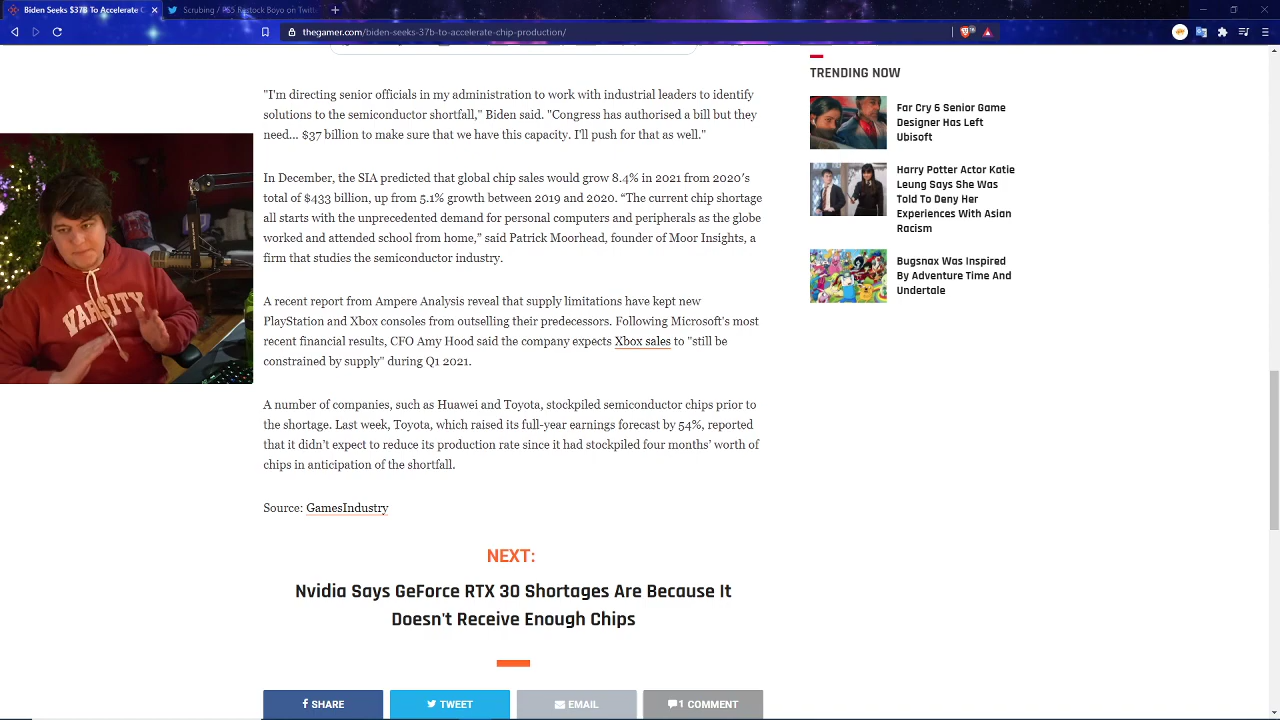 Biden Seeks $37B To Accelerate C
Scrubing / PS5 Restock Boyo on Twitt
thegamer.com/biden-seeks-37b-to-accelerate-chip-production/
"I'm directing senior officials in my administration to work with industrial leaders to identify
solutions to the semiconductor shortfall," Biden said. "Congress has authorised a bill but they
need... $37 billion to make sure that we have this capacity. I'll push for that as well."
In December, the SIA predicted that global chip sales would grow 8.4% in 2021 from 2020's
total of $433 billion, up from 5.1% growth between 2019 and 2020. “The current chip shortage
all starts with the unprecedented demand for personal computers and peripherals as the globe
worked and attended school from home,” said Patrick Moorhead, founder of Moor Insights, a
firm that studies the semiconductor industry.
A recent report from Ampere Analysis reveal that supply limitations have kept new
PlayStation and Xbox consoles from outselling their predecessors. Following Microsoft's most
recent financial results, CFO Amy Hood said the company expects Xbox sales to "still be
constrained by supply" during Q1 2021.
A number of companies, such as Huawei and Toyota, stockpiled semiconductor chips prior to
the shortage. Last week, Toyota, which raised its full-year earnings forecast by 54%, reported
that it didn’t expect to reduce its production rate since it had stockpiled four months’ worth of
chips in anticipation of the shortfall.
Source: GamesIndustry
NEXT:
Nvidia Says GeForce RTX 30 Shortages Are Because It
Doesn't Receive Enough Chips
SHARE
TWEET
EMAIL
1 COMMENT
TRENDING NOW
Far Cry 6 Senior Game
Designer Has Left
Ubisoft
Harry Potter Actor Katie
Leung Says She Was
Told To Deny Her
Experiences With Asian
Racism
Bugsnax Was Inspired
By Adventure Time And
Undertale
VARSITY